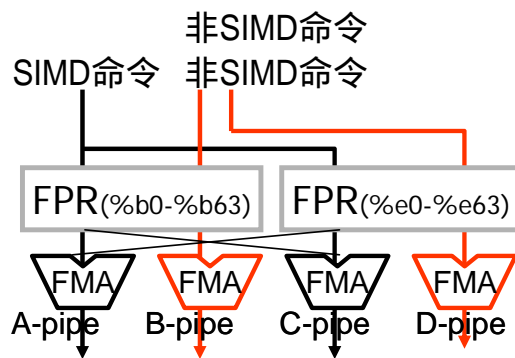 非SIMD命令
SIMD命令 非SIMD命令
FPR(%b0-%b63) FPR(%e0-%e63)
FMA FMA FMA FMA
A-pipe B-pipe C-pipe D-pipe